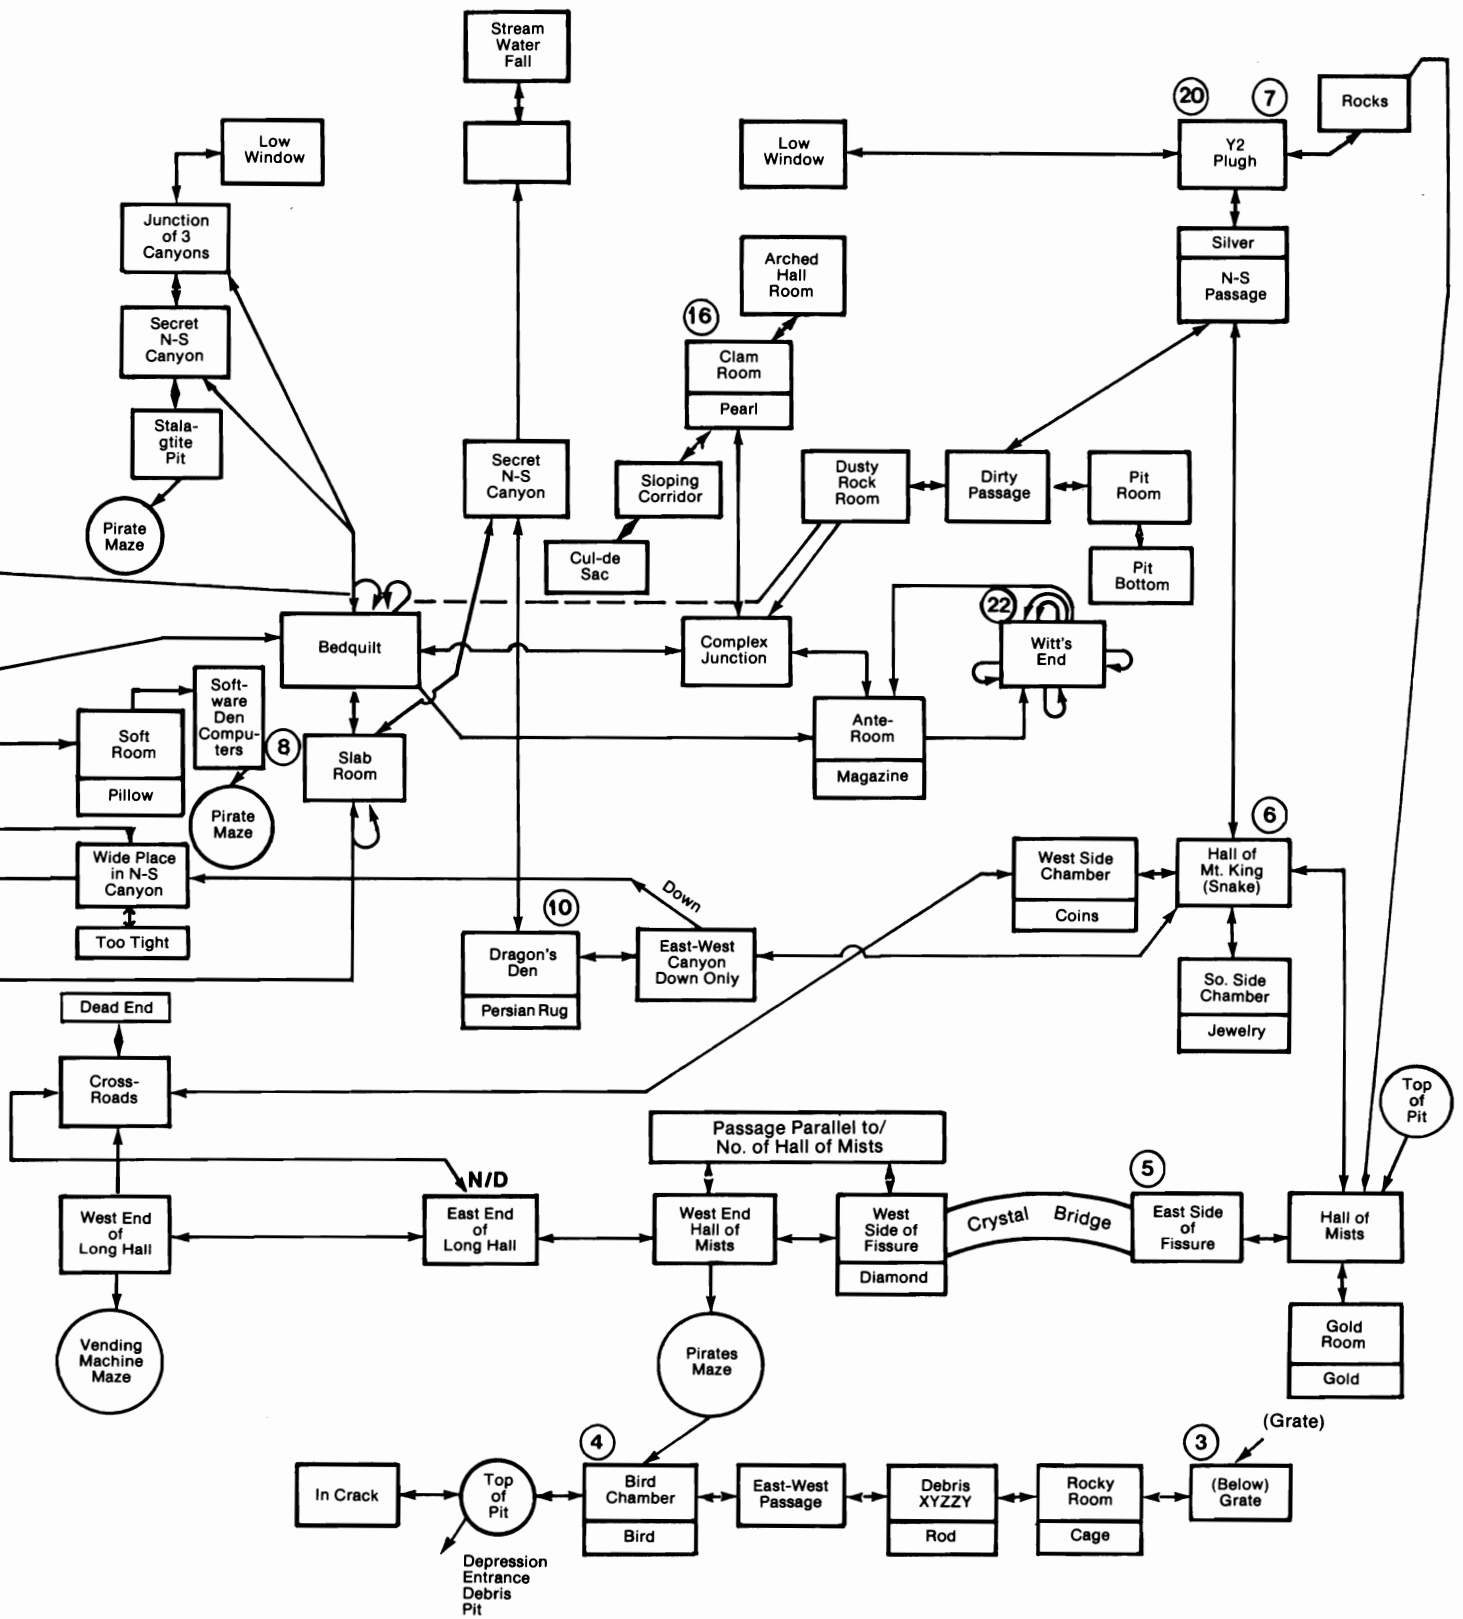 Stream
Water
Fall
20
7
Rocks
Low
Window
Low
Window
Y2
Plugh
Junction
of 3
Canyons
Silver
N-S
Passage
Arched
Hall
Room
16
Secret
N-S
Canyon
Clam
Room
Pearl
Stala-
gtite
Pit
Secret
N-S
Canyon
Sloping
Corridor
Dusty
Rock
Room
Dirty
Passage
Pit
Room
Pirate
Maze
Cul-de
Sac
Pit
Bottom
22
Bedquilt
Complex
Junction
Witt's
End
Soft
Room
Pillow
Soft-
ware
Den
Compu-
ters
8
Slab
Room
Ante-
Room
Magazine
Pirate
Maze
6
Wide Place
in N-S
Canyon
Too Tight
Down
West Side
Chamber
Coins
Hall of
Mt. King
(Snake)
10
Dragon's
Den
Persian Rug
East-West
Canyon
Down Only
So. Side
Chamber
Jewelry
Dead End
Cross-
Roads
Top
of
Pit
Passage Parallel to/
No. of Hall of Mists
5
N/D
West End
of
Long Hall
East End
of
Long Hall
West End
Hall of
Mists
West
Side of
Fissure
Diamond
Crystal Bridge
East Side
of
Fissure
Hall of
Mists
Vending
Machine
Maze
Pirates
Maze
Gold
Room
Gold
(Grate)
4
3
In Crack
Top
of
Pit
Bird
Chamber
Bird
East-West
Passage
Debris
XYZZY
Rod
Rocky
Room
Cage
(Below)
Grate
Depression
Entrance
Debris
Pit